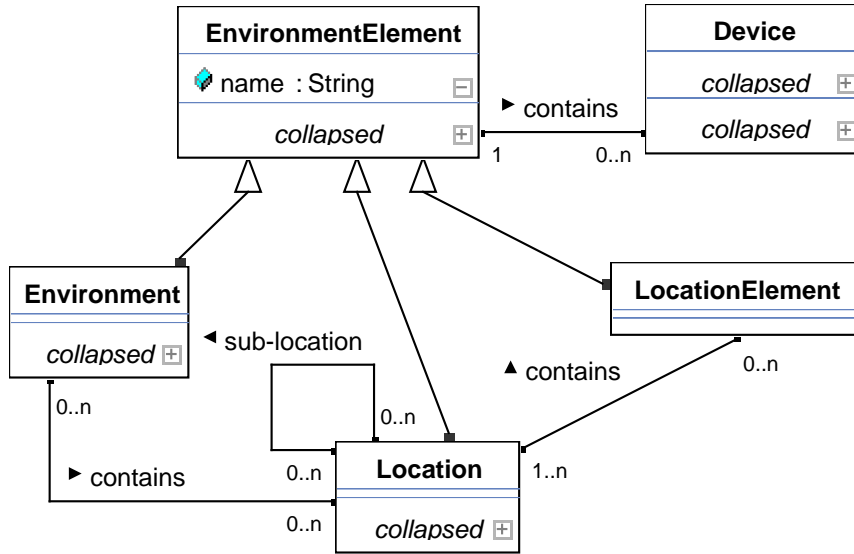 EnvironmentElement
name : String
collapsed
Device
collapsed
collapsed
► contains
1
0..n
Environment
collapsed
LocationElement
◄ sub-location
▲ contains
0..n
0..n
0..n
0..n
1..n
► contains
0..n
Location
collapsed